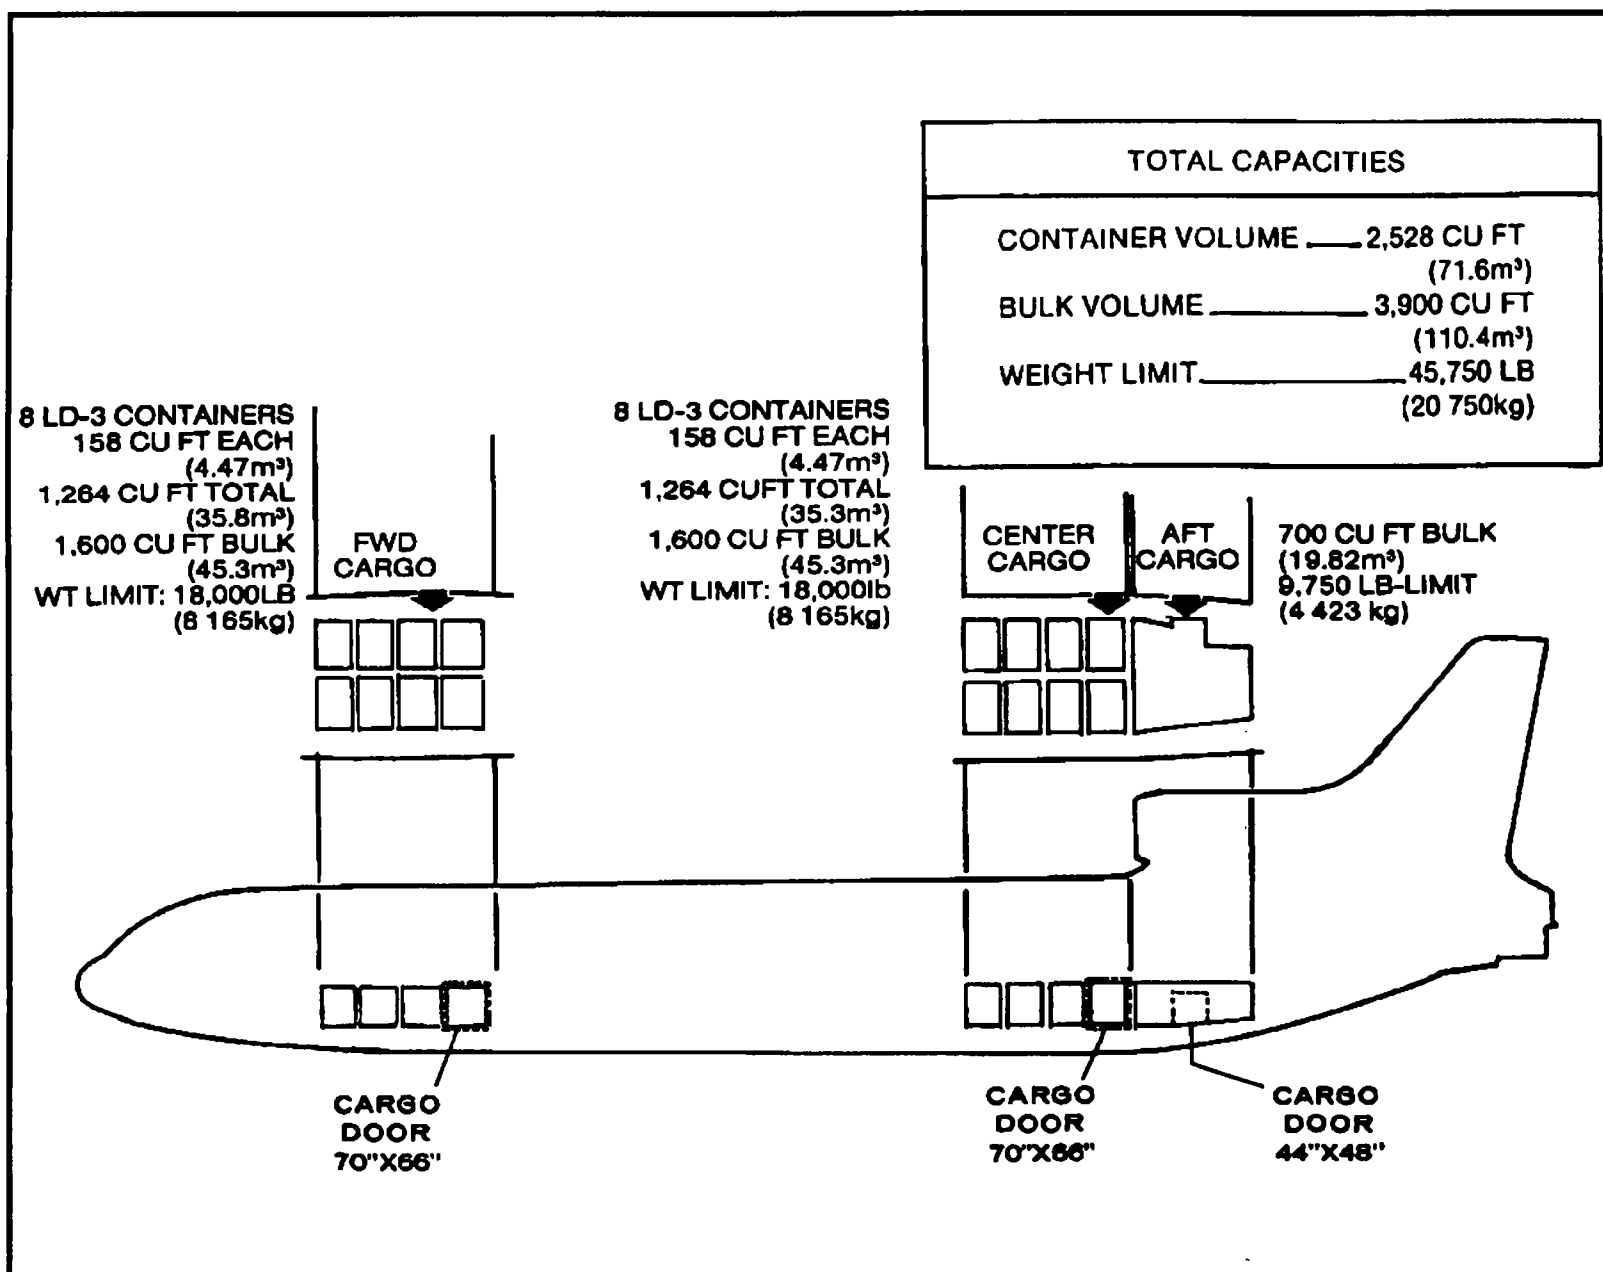 TOTAL CAPACITIES
CONTAINER VOLUME 2,528 CU FT
(71.6m³)
BULK VOLUME 3,900 CU FT
(110.4m³)
WEIGHT LIMIT 45,750 LB
(20 750kg)
8 LD-3 CONTAINERS
158 CU FT EACH
(4.47m³)
1,264 CU FT TOTAL
(35.8m³)
1,600 CU FT BULK
(45.3m³)
WT LIMIT: 18,000LB
(8 165kg)
FWD
CARGO
8 LD-3 CONTAINERS
158 CU FT EACH
(4.47m³)
1,264 CUFT TOTAL
(35.3m³)
1,600 CU FT BULK
(45.3m³)
WT LIMIT: 18,000lb
(8 165kg)
CENTER
CARGO
AFT
CARGO
700 CU FT BULK
(19.82m³)
9,750 LB-LIMIT
(4 423 kg)
CARGO
DOOR
70"X66"
CARGO
DOOR
70"X66"
CARGO
DOOR
44"X48"